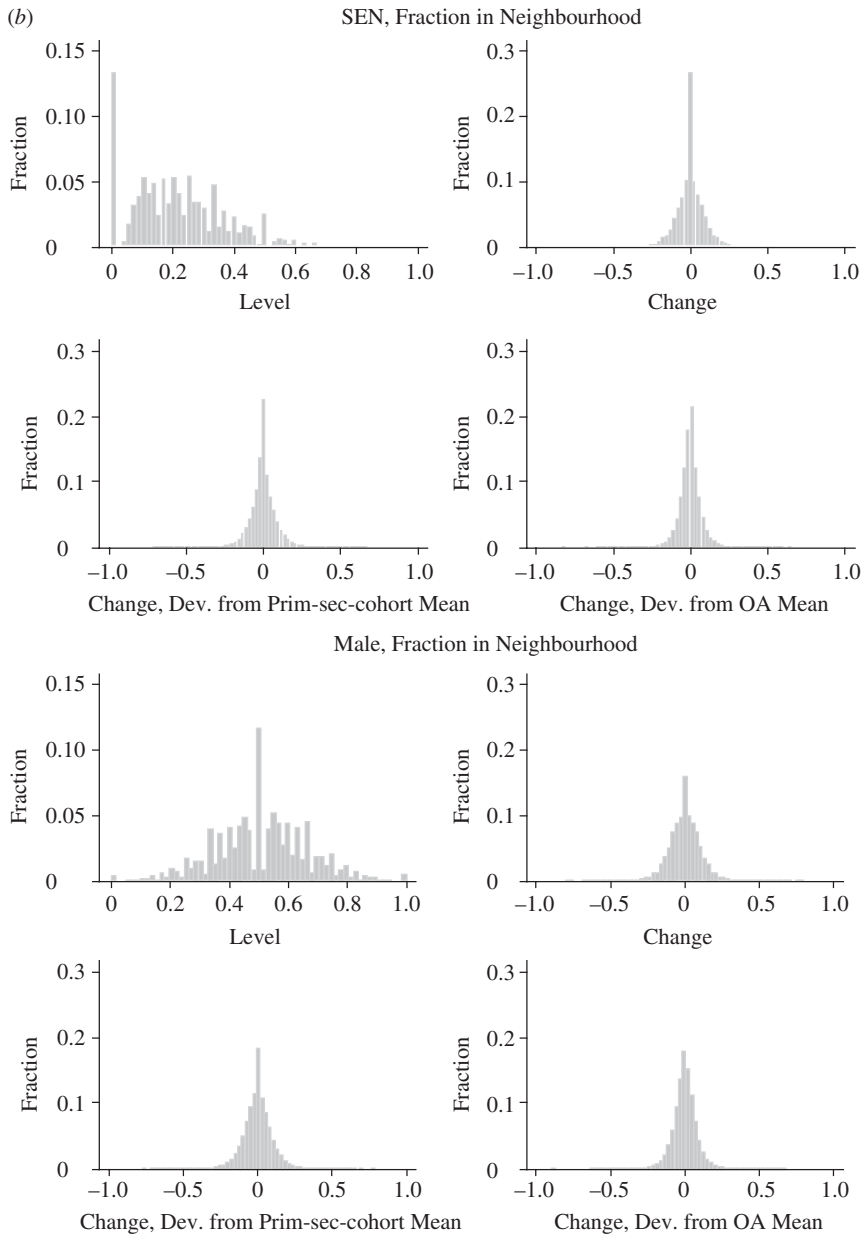 (b) SEN, Fraction in Neighbourhood
0.15
0.10
0.05
0
Fraction
0 0.2 0.4 0.6 0.8 1.0
Level
0.3
0.2
0.1
0
Fraction
–1.0 –0.5 0 0.5 1.0
Change
0.3
0.2
0.1
0
Fraction
–1.0 –0.5 0 0.5 1.0
Change, Dev. from Prim-sec-cohort Mean
0.3
0.2
0.1
0
Fraction
–1.0 –0.5 0 0.5 1.0
Change, Dev. from OA Mean
Male, Fraction in Neighbourhood
0.15
0.10
0.05
0
Fraction
0 0.2 0.4 0.6 0.8 1.0
Level
0.3
0.2
0.1
0
Fraction
–1.0 –0.5 0 0.5 1.0
Change
0.3
0.2
0.1
0
Fraction
–1.0 –0.5 0 0.5 1.0
Change, Dev. from Prim-sec-cohort Mean
0.3
0.2
0.1
0
Fraction
–1.0 –0.5 0 0.5 1.0
Change, Dev. from OA Mean